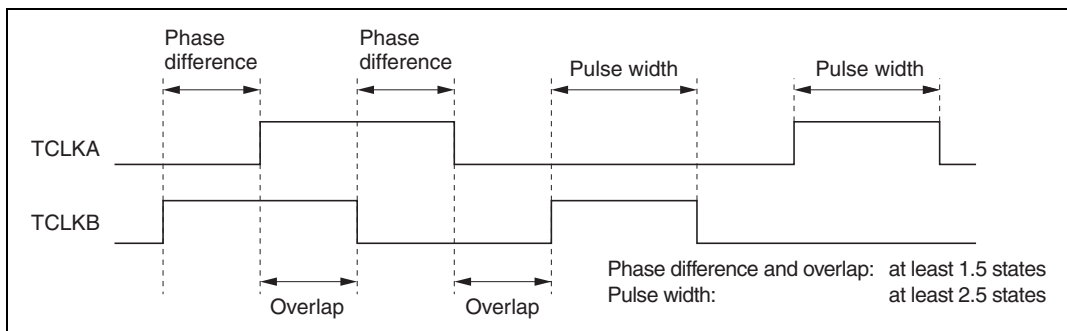 Phase
difference
Phase
difference
Pulse width
Pulse width
TCLKA
TCLKB
Overlap
Overlap
Phase difference and overlap: at least 1.5 states
Pulse width: at least 2.5 states